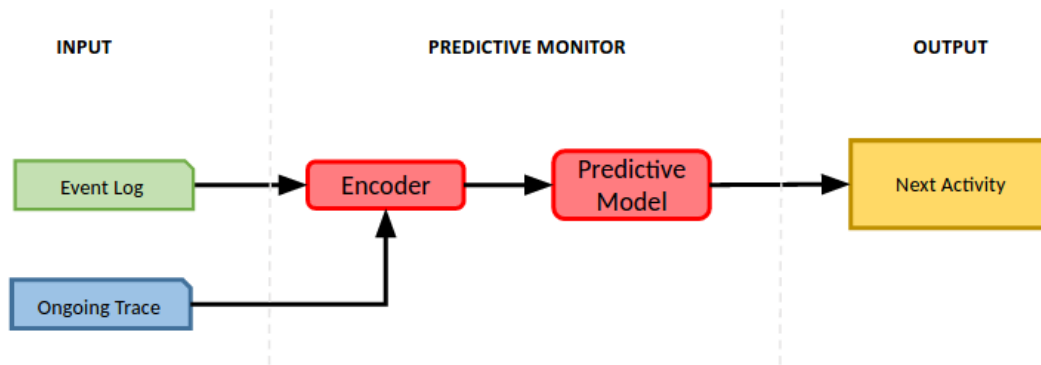 INPUT
PREDICTIVE MONITOR
OUTPUT
Event Log
Encoder
Predictive
Model
Next Activity
Ongoing Trace